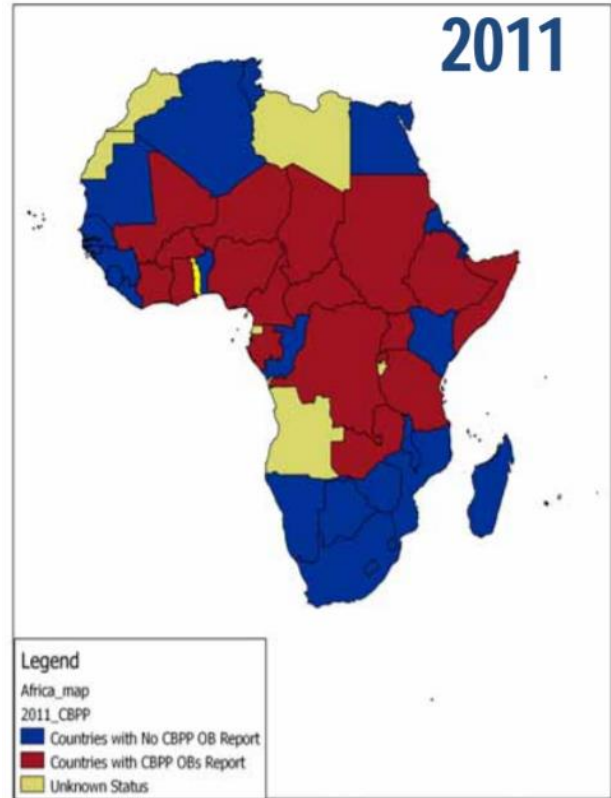 2011
Legend
Africa_map
2011_CBPP
Countries with No CBPP OB Report
Countries with CBPP OBs Report
Unknown Status